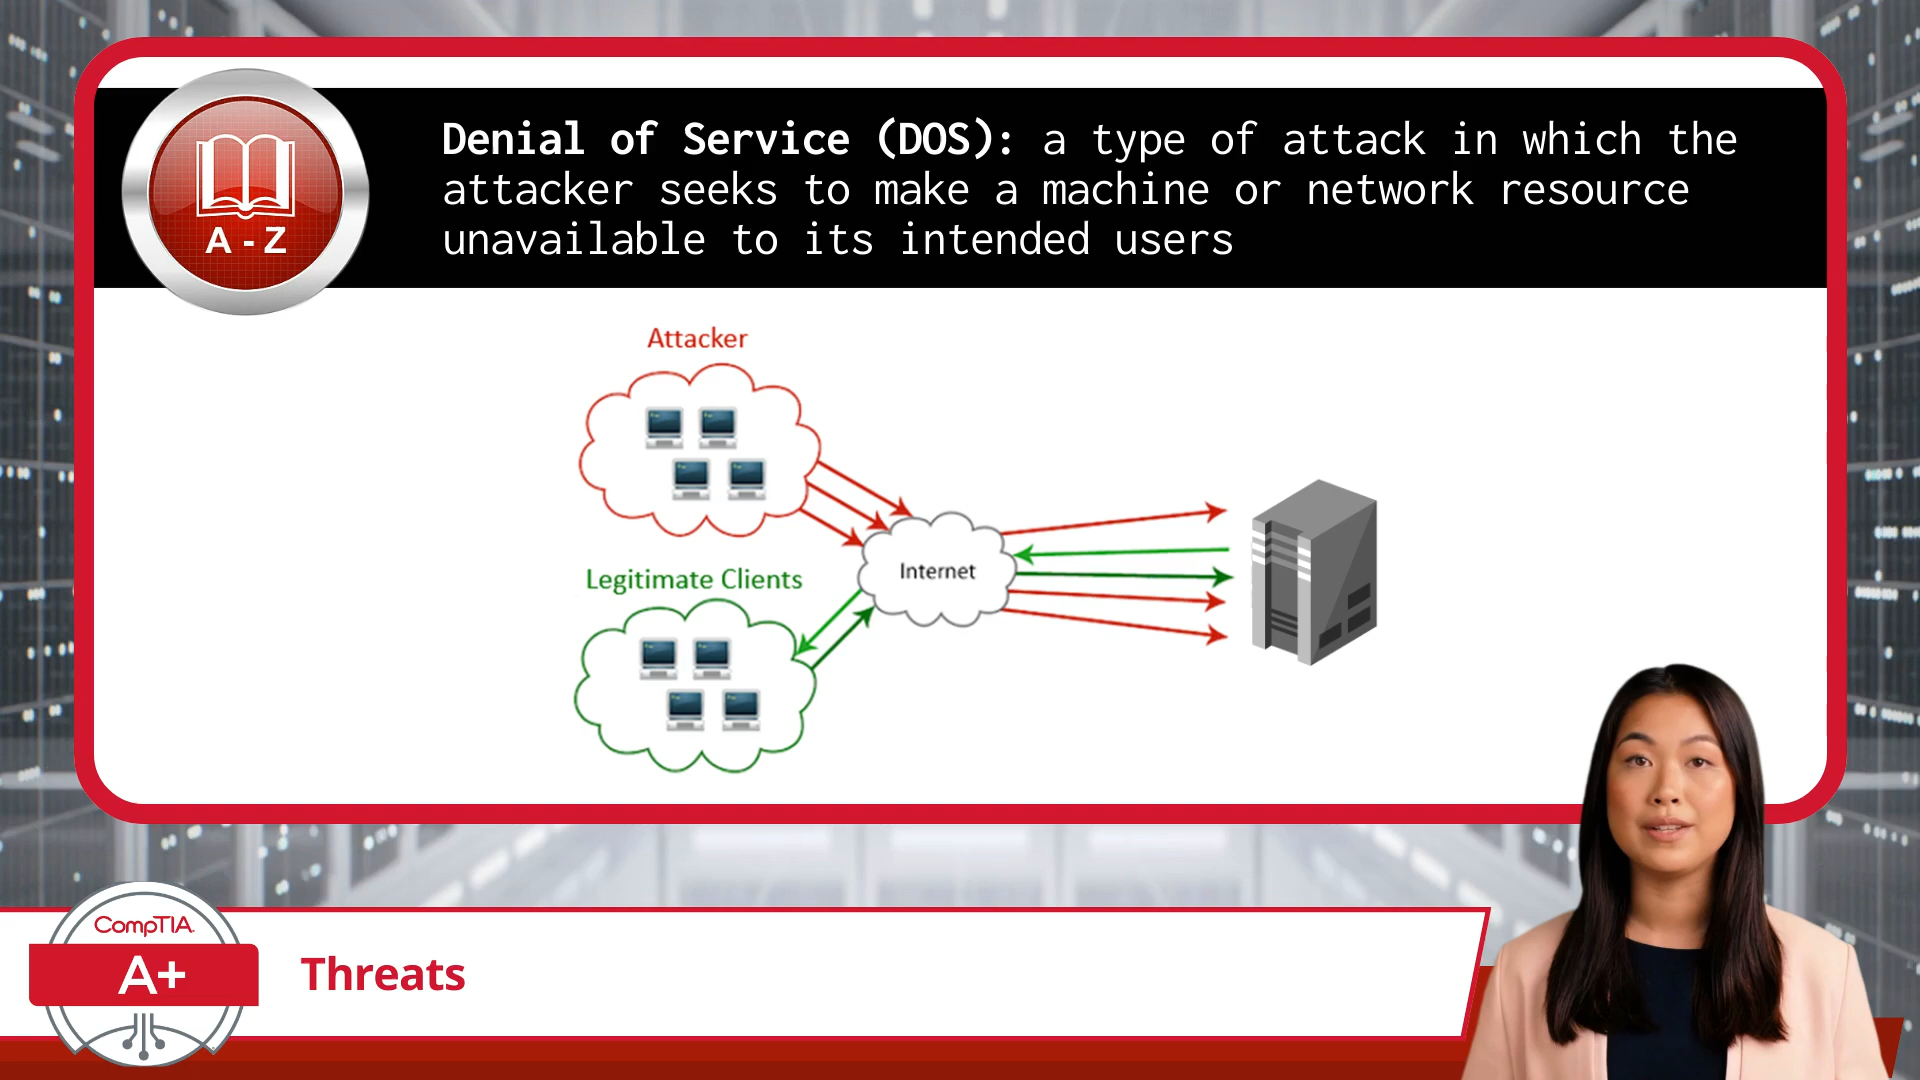 Denial of Service (DOS): a type of attack in which the
attacker seeks to make a machine or network resource
unavailable to its intended users
A - Z
Attacker
Internet
Legitimate Clients
CompTIA.
A+
Threats